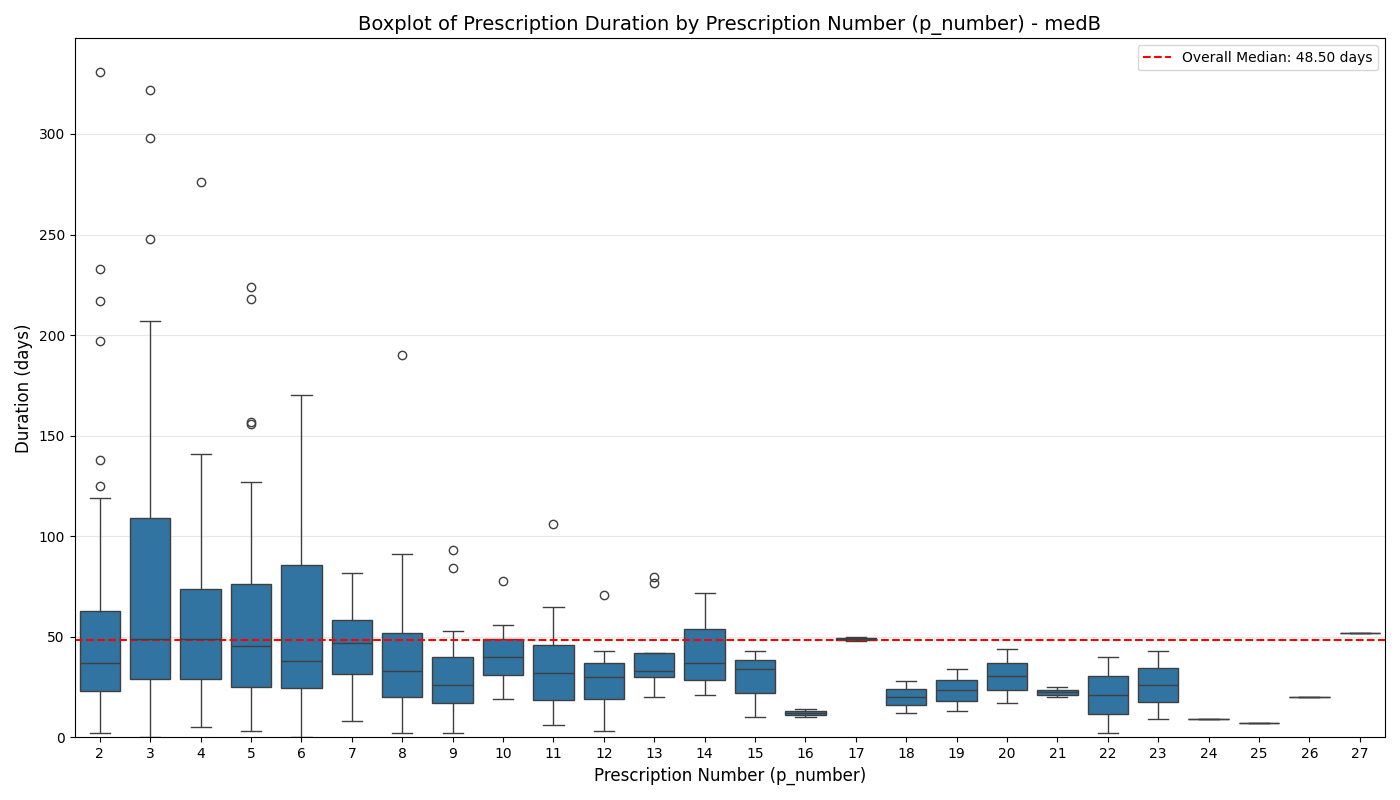 Boxplot of Prescription Duration by Prescription Number (p_number) - medB
Overall Median: 48.50 days
Duration (days)
300
250
200
150
100
50
0
2 3 4 5 6 7 8 9 10 11 12 13 14 15 16 17 18 19 20 21 22 23 24 25 26 27
Prescription Number (p_number)